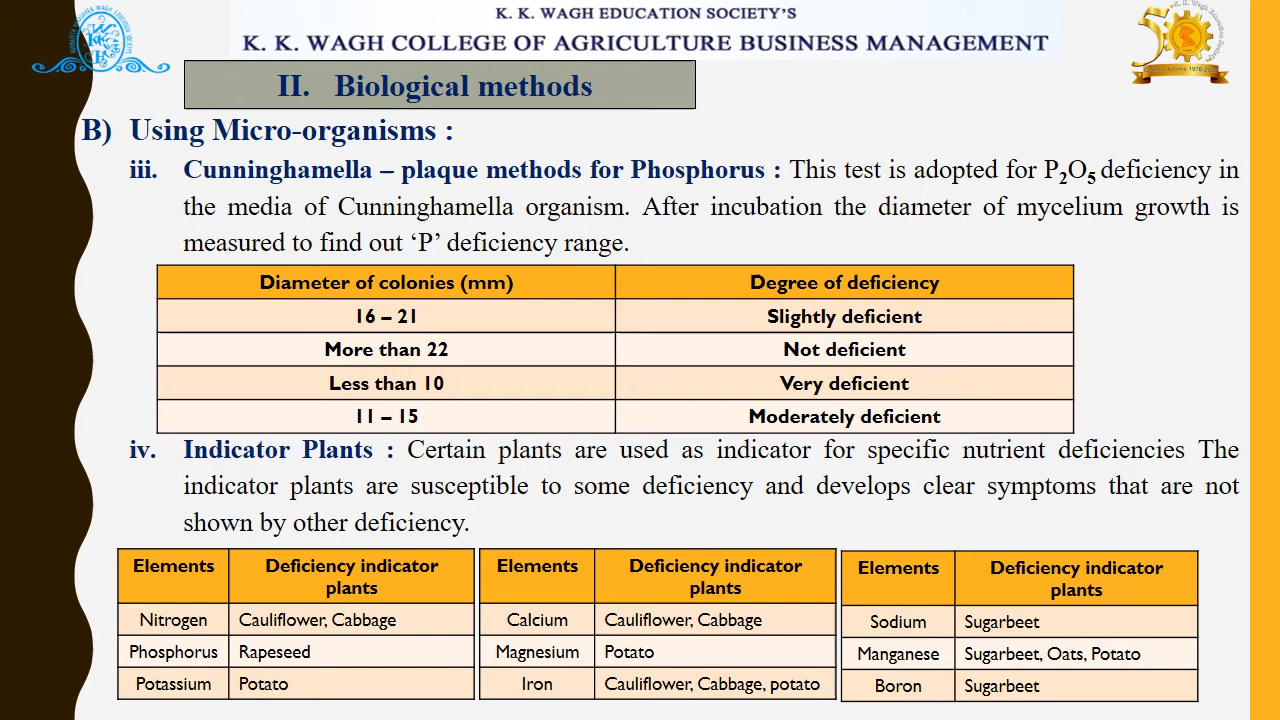 K. K. WAGH EDUCATION SOCIETY'S
K. K. WAGH COLLEGE OF AGRICULTURE BUSINESS MANAGEMENT
II. Biological methods
B) Using Micro-organisms :
iii. Cunninghamella – plaque methods for Phosphorus : This test is adopted for P₂O₅ deficiency in
the media of Cunninghamella organism. After incubation the diameter of mycelium growth is
measured to find out ‘P’ deficiency range.
Diameter of colonies (mm) Degree of deficiency
16 – 21 Slightly deficient
More than 22 Not deficient
Less than 10 Very deficient
11 – 15 Moderately deficient
iv. Indicator Plants : Certain plants are used as indicator for specific nutrient deficiencies The
indicator plants are susceptible to some deficiency and develops clear symptoms that are not
shown by other deficiency.
Elements Deficiency indicator
plants
Nitrogen Cauliflower, Cabbage
Phosphorus Rapeseed
Potassium Potato
Elements Deficiency indicator
plants
Calcium Cauliflower, Cabbage
Magnesium Potato
Iron Cauliflower, Cabbage, potato
Elements Deficiency indicator
plants
Sodium Sugarbeet
Manganese Sugarbeet, Oats, Potato
Boron Sugarbeet